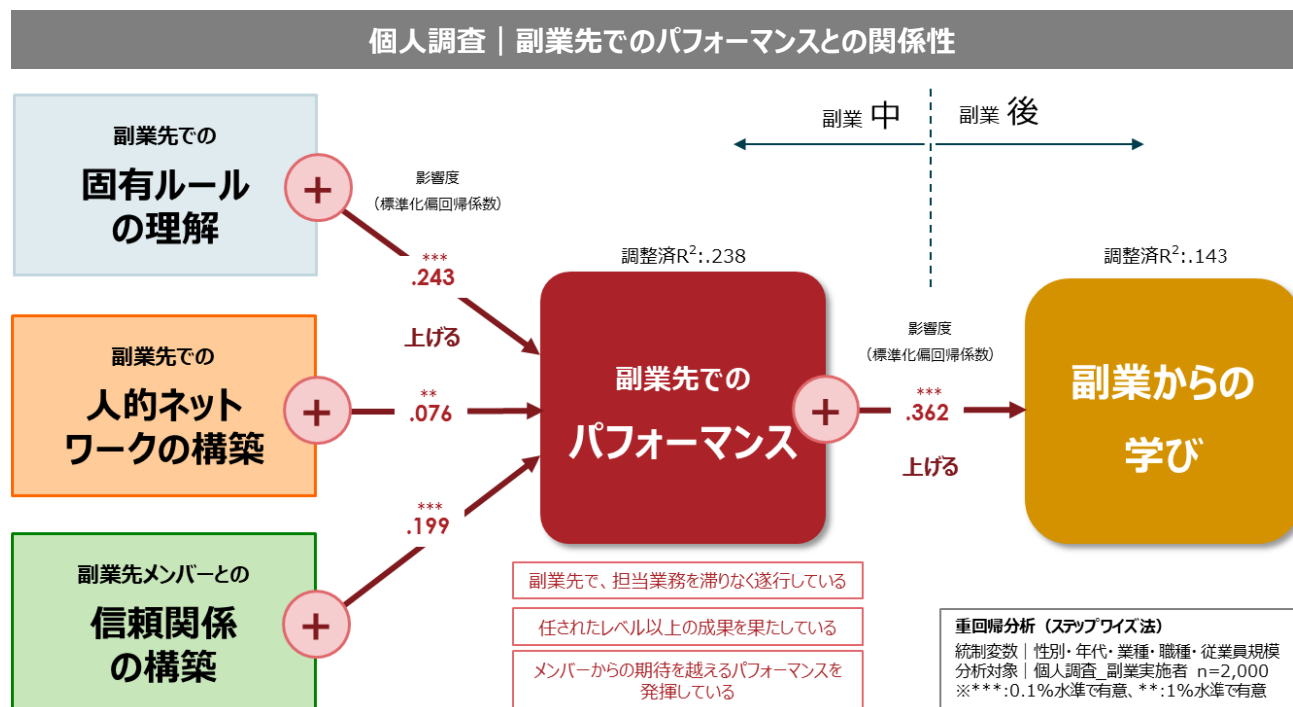 個人調査｜副業先でのパフォーマンスとの関係性
副業先での
固有ルール
の理解
+
影響度
（標準化偏回帰係数）
***
.243
上げる
副業先での
人的ネット
ワークの構築
+
**
.076
副業先メンバーとの
信頼関係
の構築
+
***
.199
副業 中
副業 後
調整済R²:.238
副業先での
パフォーマンス
+
副業先で、担当業務を滞りなく遂行している
任されたレベル以上の成果を果たしている
メンバーからの期待を越えるパフォーマンスを
発揮している
影響度
（標準化偏回帰係数）
***
.362
上げる
調整済R²:.143
副業からの
学び
重回帰分析（ステップワイズ法）
統制変数｜性別・年代・業種・職種・従業員規模
分析対象｜個人調査_副業実施者 n=2,000
※***:0.1%水準で有意、**:1%水準で有意